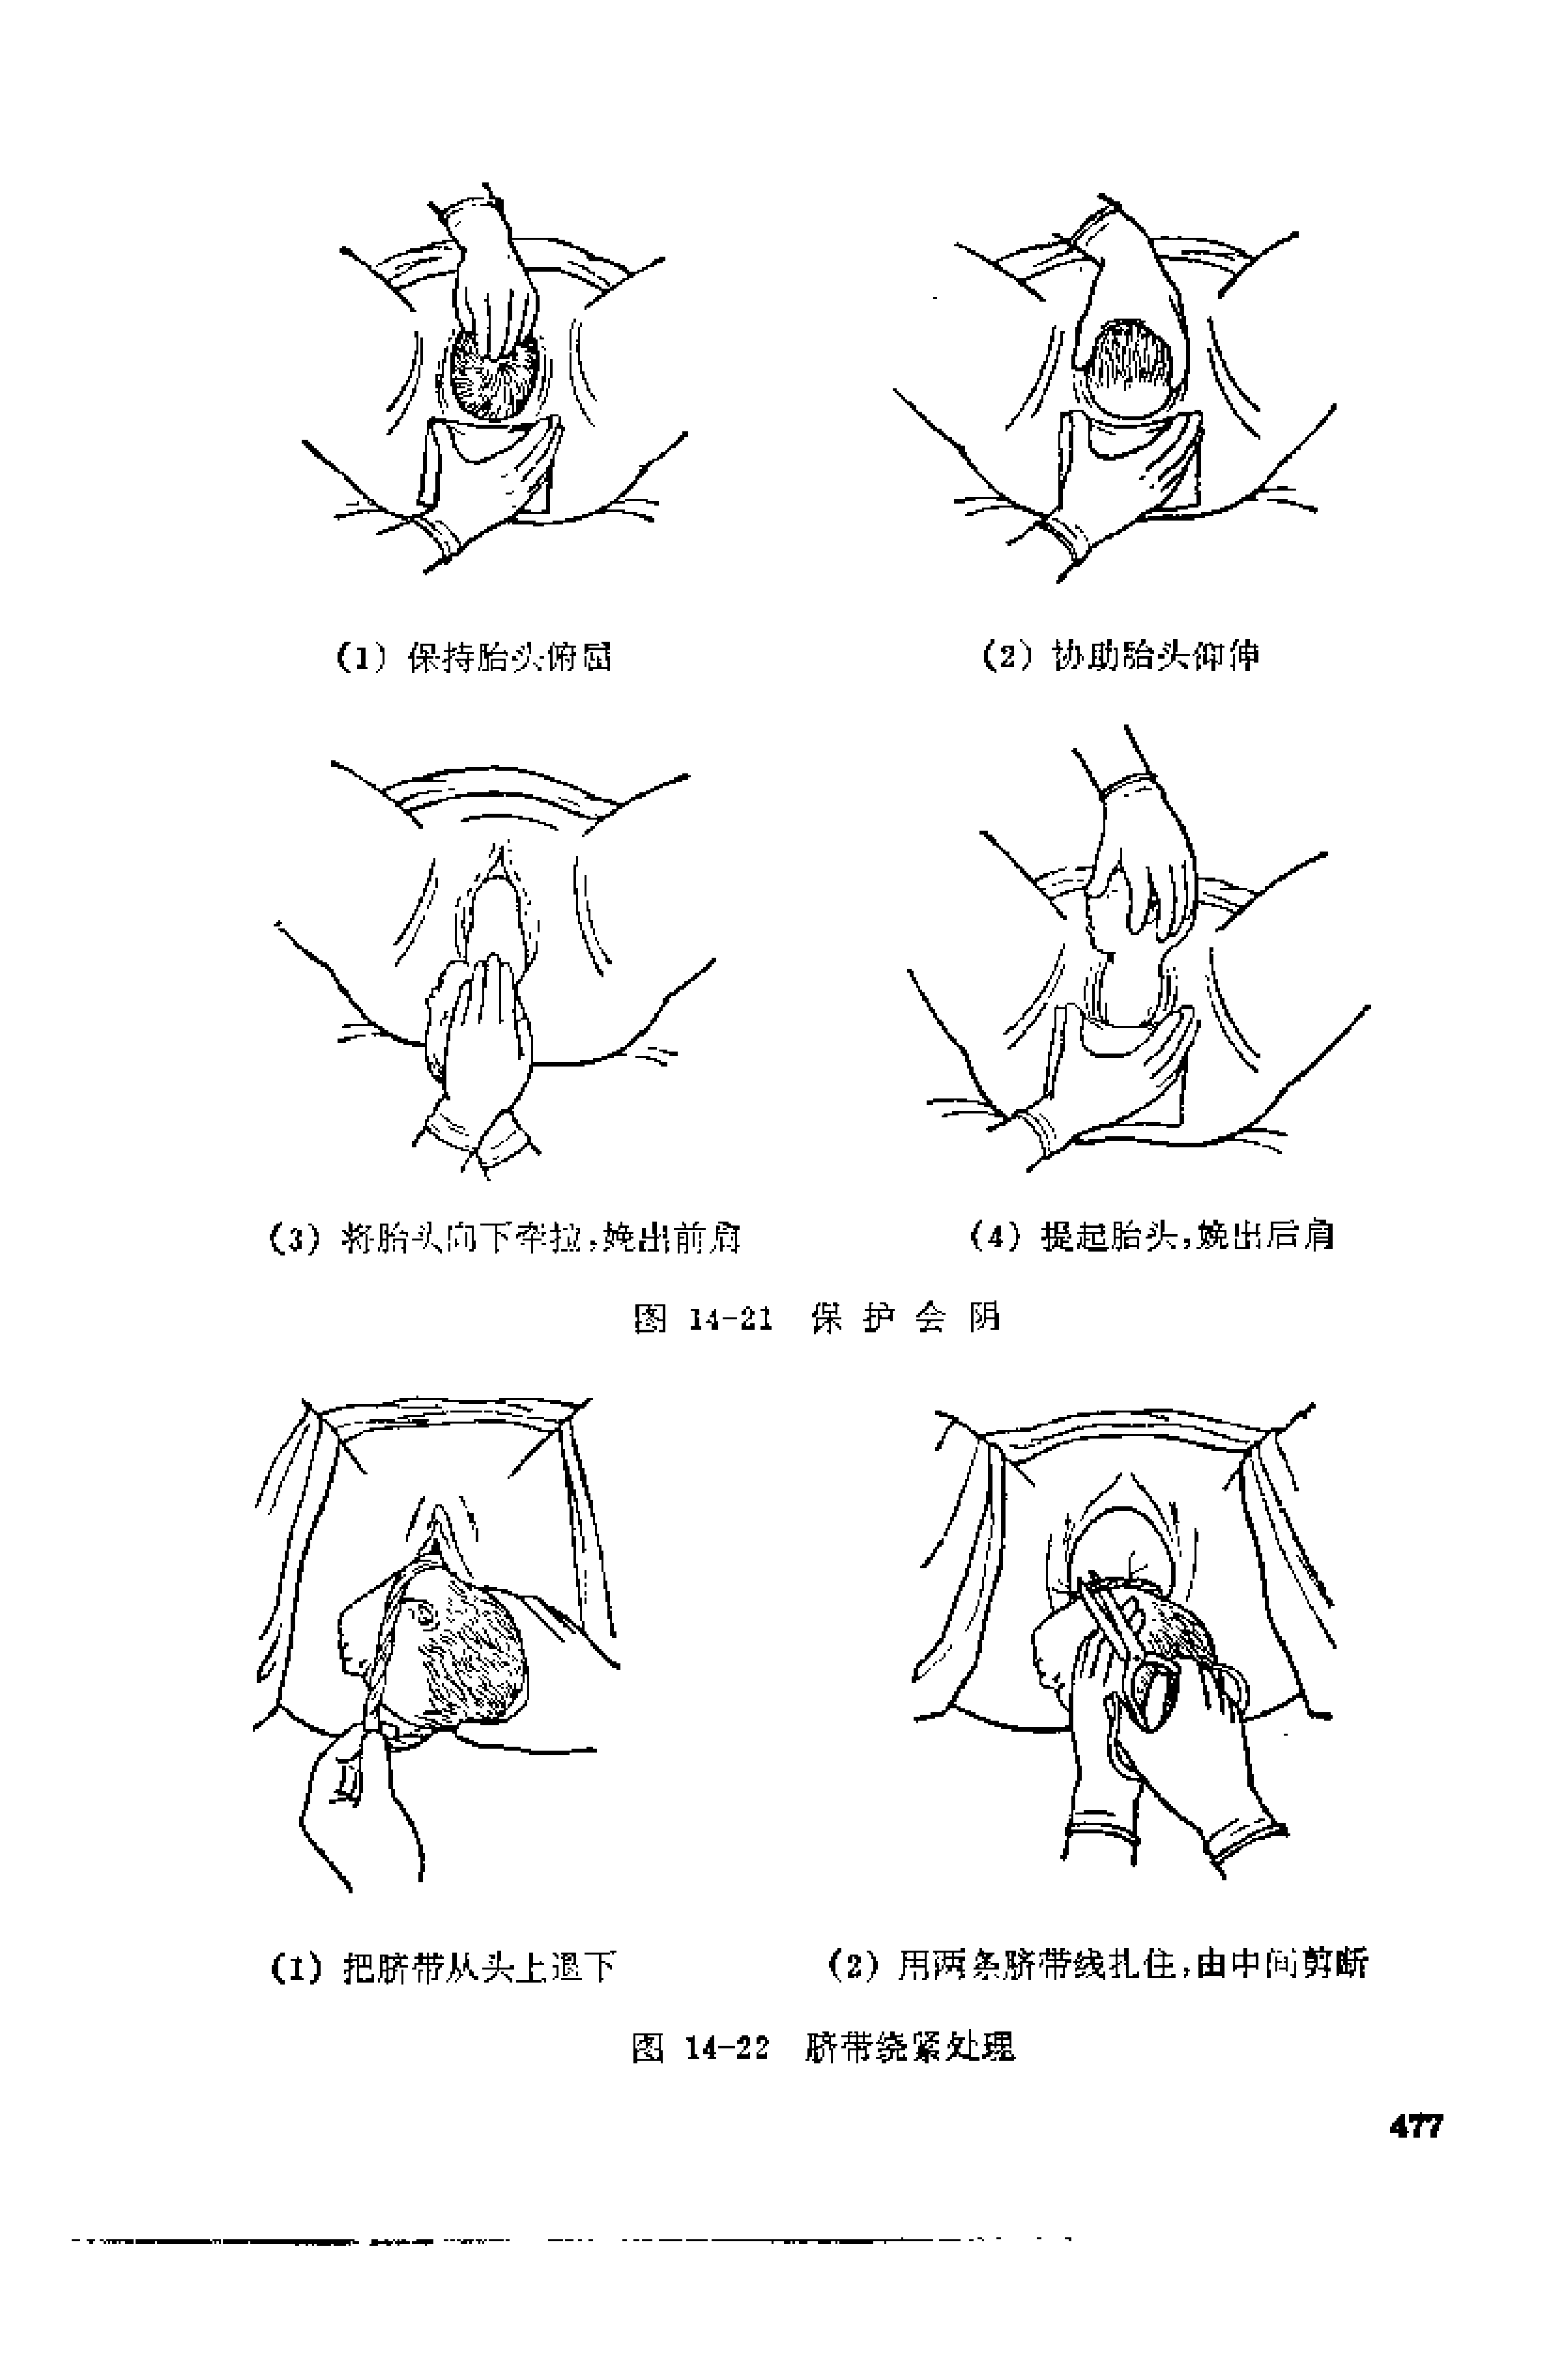 (1) 保持胎头俯屈
(2) 协助胎头仰伸
(3) 将胎头向下牵拉,娩出前肩
(4) 提起胎头,娩出后肩
图 14-21 保护会阴
(1) 把脐带从头上退下
(2) 用两条脐带线扎住,由中间剪断
图 14-22 脐带绕紧处理
477